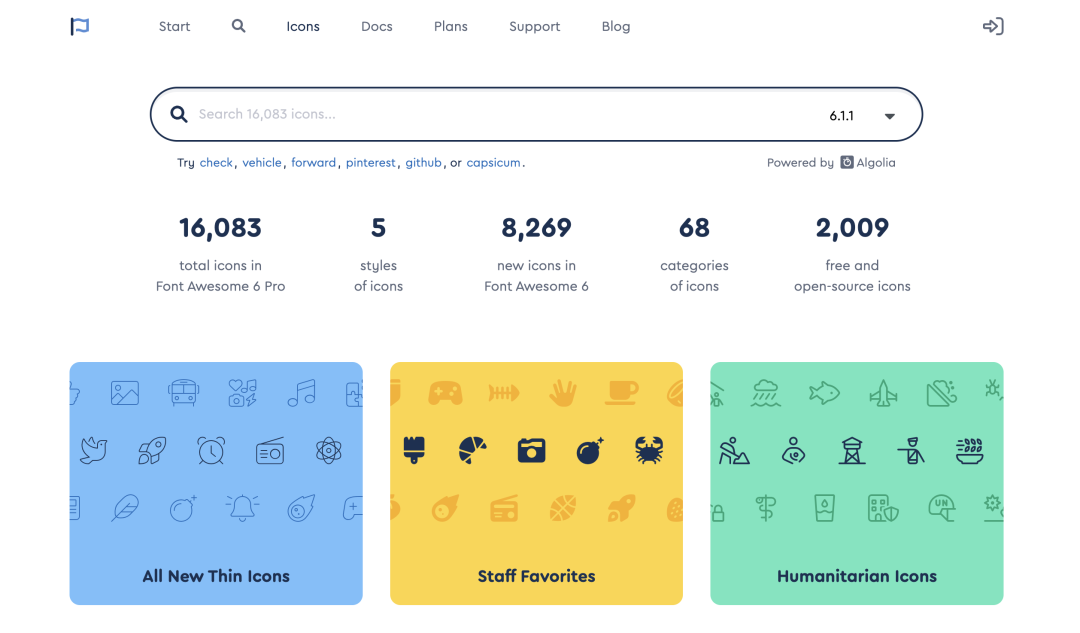 Start Icons Docs Plans Support Blog
Search 16,083 icons... 6.1.1
Try check, vehicle, forward, pinterest, github, or capsicum. Powered by Algolia
16,083 5 8,269 68 2,009
total icons in styles new icons in categories free and
Font Awesome 6 Pro of icons Font Awesome 6 of icons open-source icons
UN
All New Thin Icons Staff Favorites Humanitarian Icons